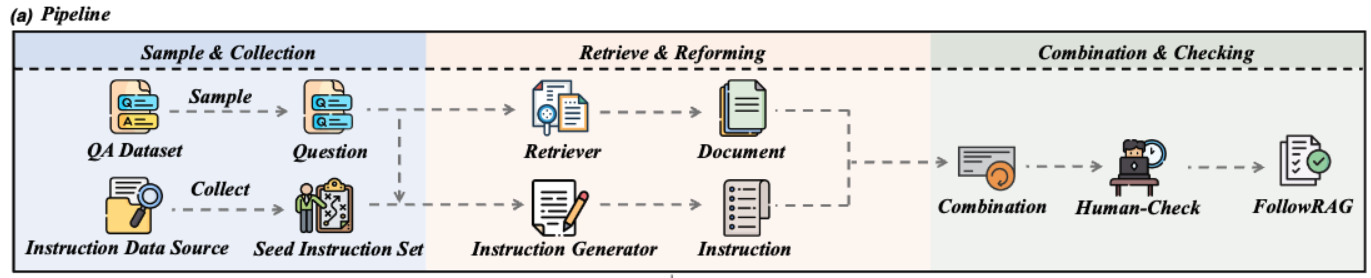 (a) Pipeline
Sample & Collection
Retrieve & Reforming
Combination & Checking
Q
A
Sample
Q
Q
QA Dataset
Question
Retriever
Document
Collect
Instruction Data Source
Seed Instruction Set
Instruction Generator
Instruction
Combination
Human-Check
FollowRAG